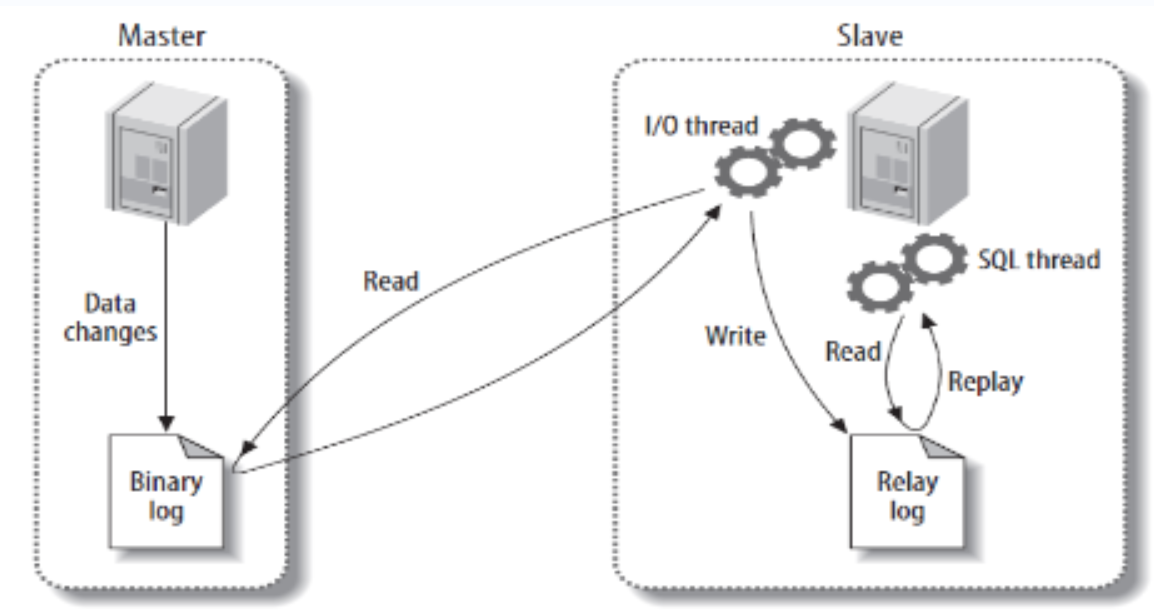 Master
Slave
I/O thread
SQL thread
Read
Data
changes
Write
Read
Replay
Binary
log
Relay
log